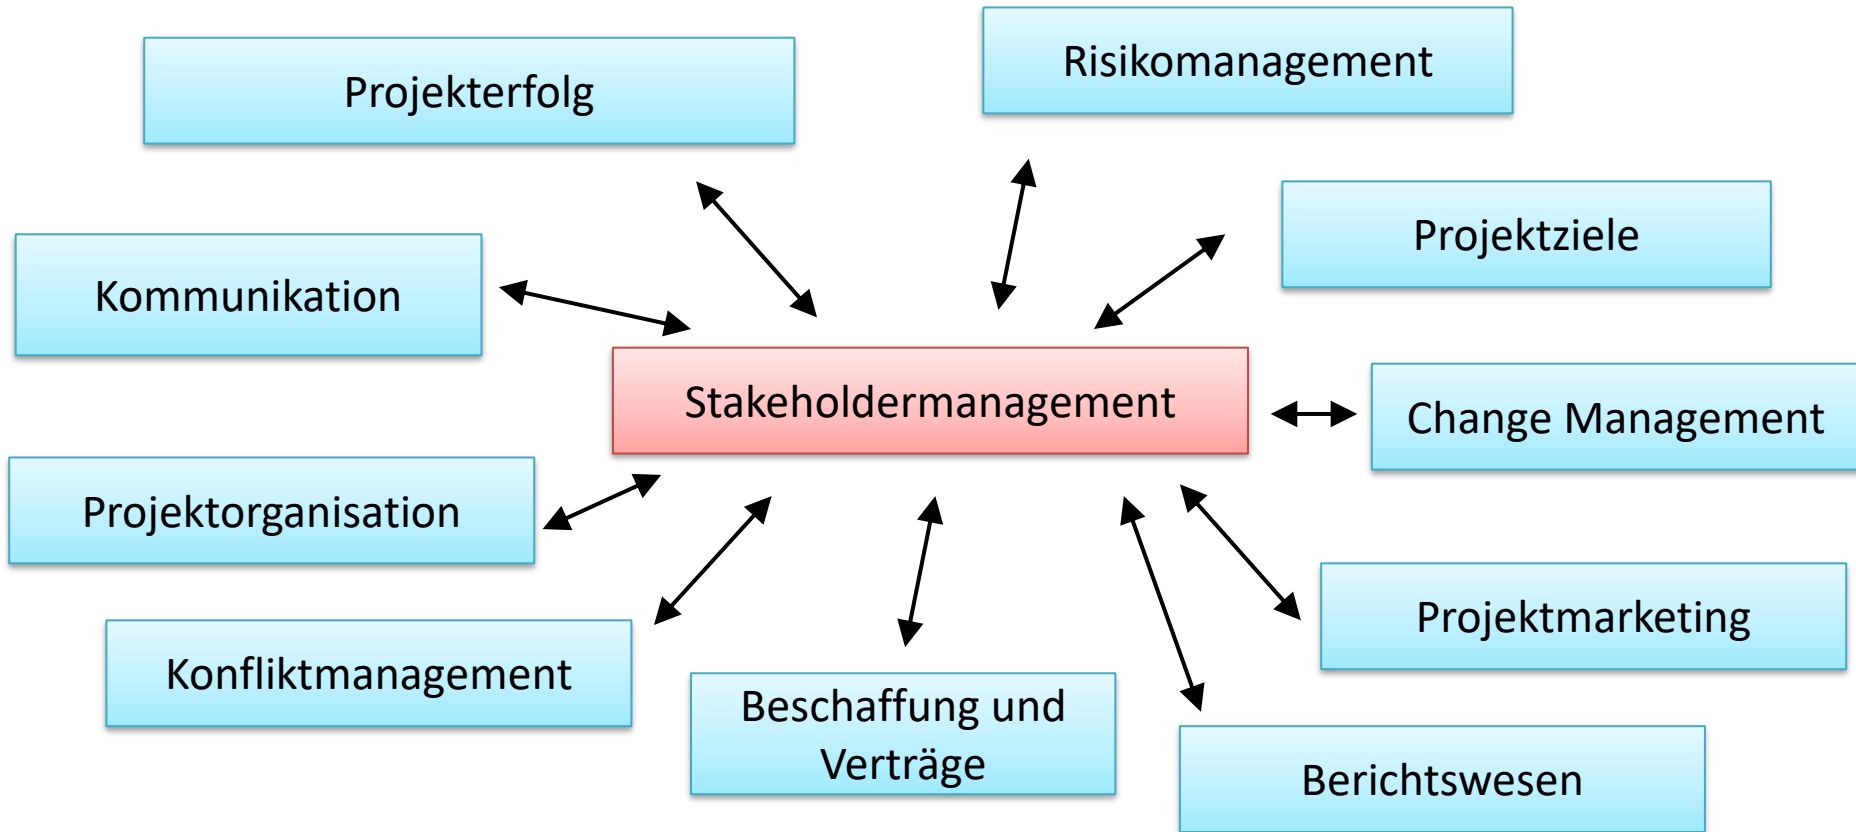 Risikomanagement
Projekterfolg
Projektziele
Kommunikation
Stakeholdermanagement
Change Management
Projektorganisation
Projektmarketing
Konfliktmanagement
Beschaffung und
Verträge
Berichtswesen